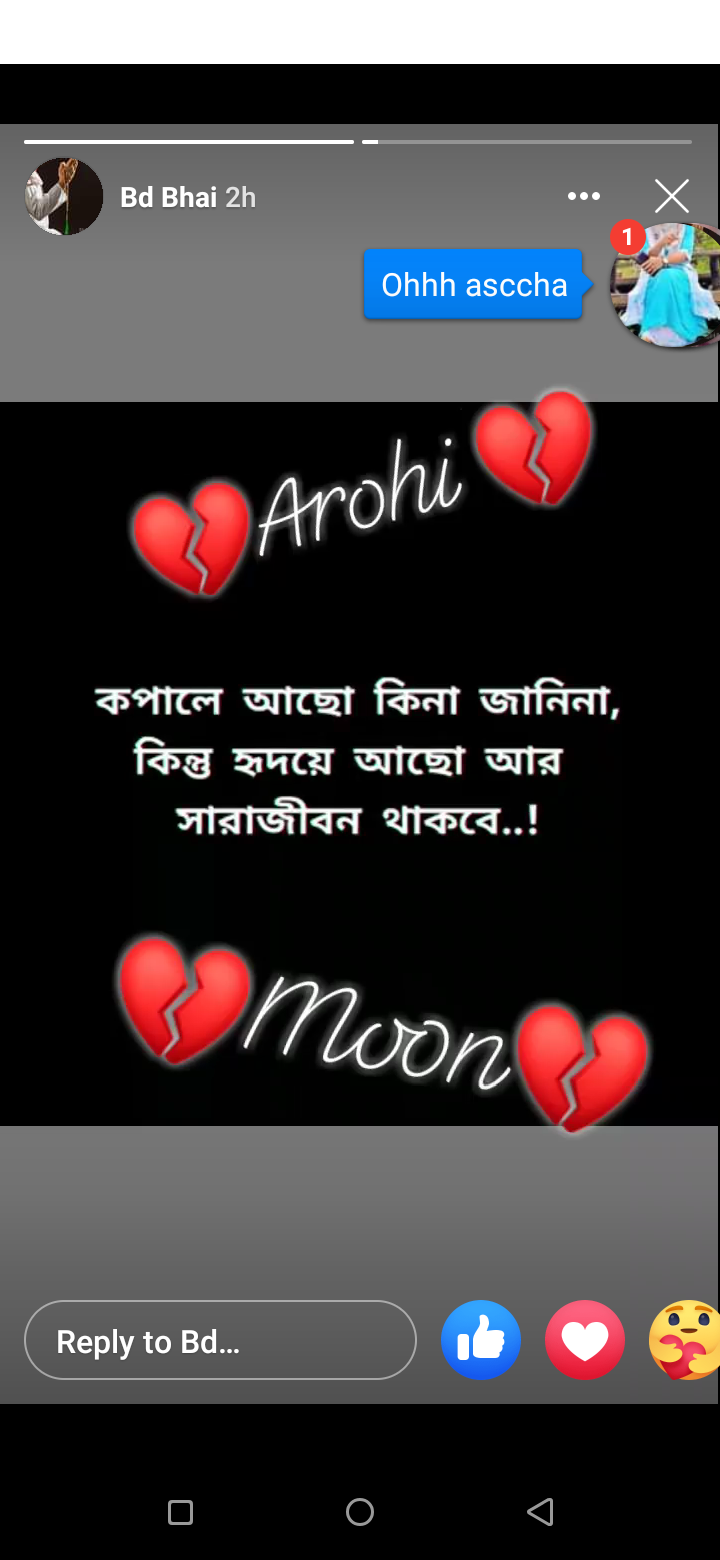 Bd Bhai 2h
1
Ohhh asccha
Arohi
কপালে আছো কিনা জানিনা,
কিন্তু হৃদয়ে আছো আর
সারাজীবন থাকবে..!
Moon
Reply to Bd...